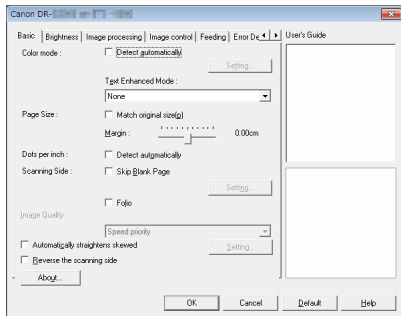 Canon DR-
Basic Brightness Image processing Image control Feeding Error De
User's Guide
Color mode : Detect automatically
Setting...
Text Enhanced Mode :
None
Page Size : Match original size(p)
Margin : 0.00cm
Dots per inch : Detect automatically
Scanning Side : Skip Blank Page
Setting...
Folio
Image Quality :
Speed priority
Automatically straightens skewed Setting...
Reverse the scanning side
About...
OK Cancel Default Help